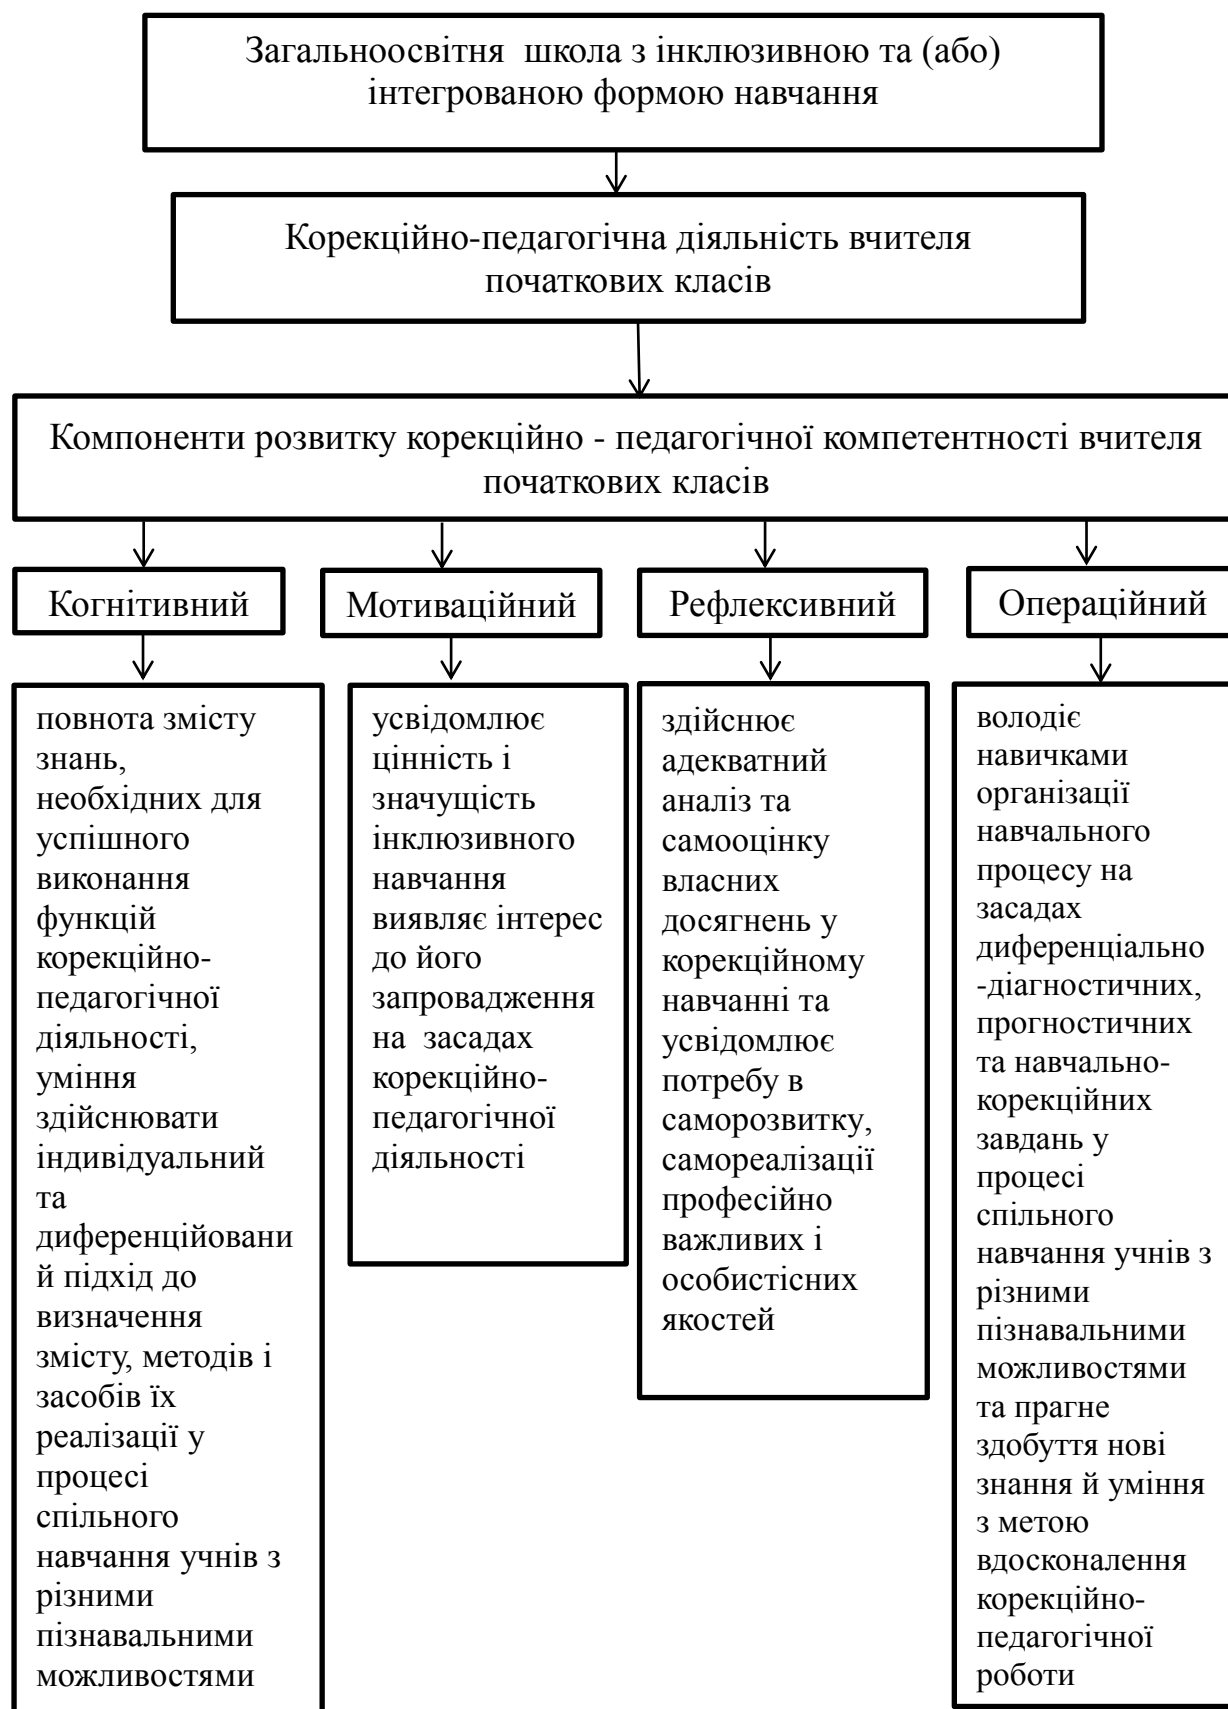 Загальноосвітня школа з інклюзивною та (або)
інтегрованою формою навчання
Корекційно-педагогічна діяльність вчителя
початкових класів
Компоненти розвитку корекційно - педагогічної компетентності вчителя
початкових класів
Когнітивний
Мотиваційний
Рефлексивний
Операційний
повнота змісту
знань,
необхідних для
успішного
виконання
функцій
корекційно-
педагогічної
діяльності,
уміння
здійснювати
індивідуальний
та
диференційовани
й підхід до
визначення
змісту, методів і
засобів їх
реалізації у
процесі
спільного
навчання учнів з
різними
пізнавальними
можливостями
усвідомлює
цінність і
значущість
інклюзивного
навчання
виявляє інтерес
до його
запровадження
на засадах
корекційно-
педагогічної
діяльності
здійснює
адекватний
аналіз та
самооцінку
власних
досягнень у
корекційному
навчанні та
усвідомлює
потребу в
саморозвитку,
самореалізації
професійно
важливих і
особистісних
якостей
володіє
навичками
організації
навчального
процесу на
засадах
диференціально
-діагностичних,
прогностичних
та навчально-
корекційних
завдань у
процесі
спільного
навчання учнів з
різними
пізнавальними
можливостями
та прагне
здобуття нові
знання й уміння
з метою
вдосконалення
корекційно-
педагогічної
роботи